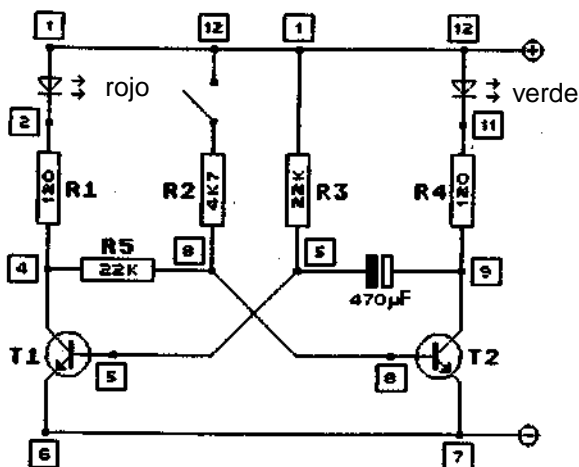 1 12 1 12 +
rojo verde
2 11
120 R1 R2 4K7 22K R3 R4 120
R5 8 5
4 22K 9
470µF
T1 5 8 T2
6 7 -